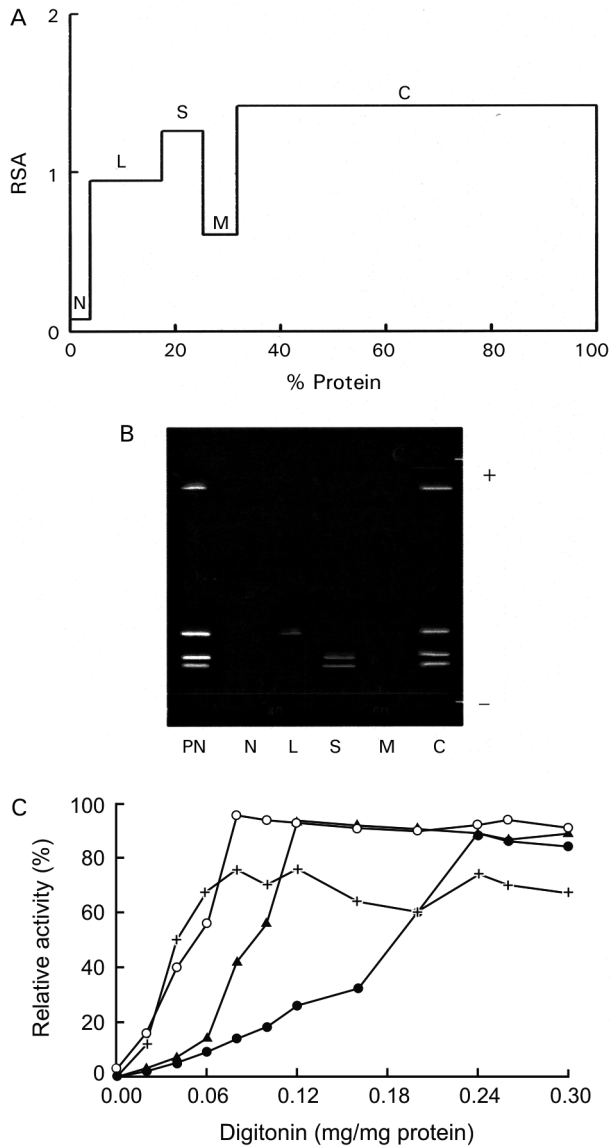 A
2
C
S
L
RSA
1
M
N
0
0 20 40 60 80 100
% Protein
B
+
−
PN N L S M C
C
100
80
60
40
20
0
Relative activity (%)
0.00 0.06 0.12 0.18 0.24 0.30
Digitonin (mg/mg protein)